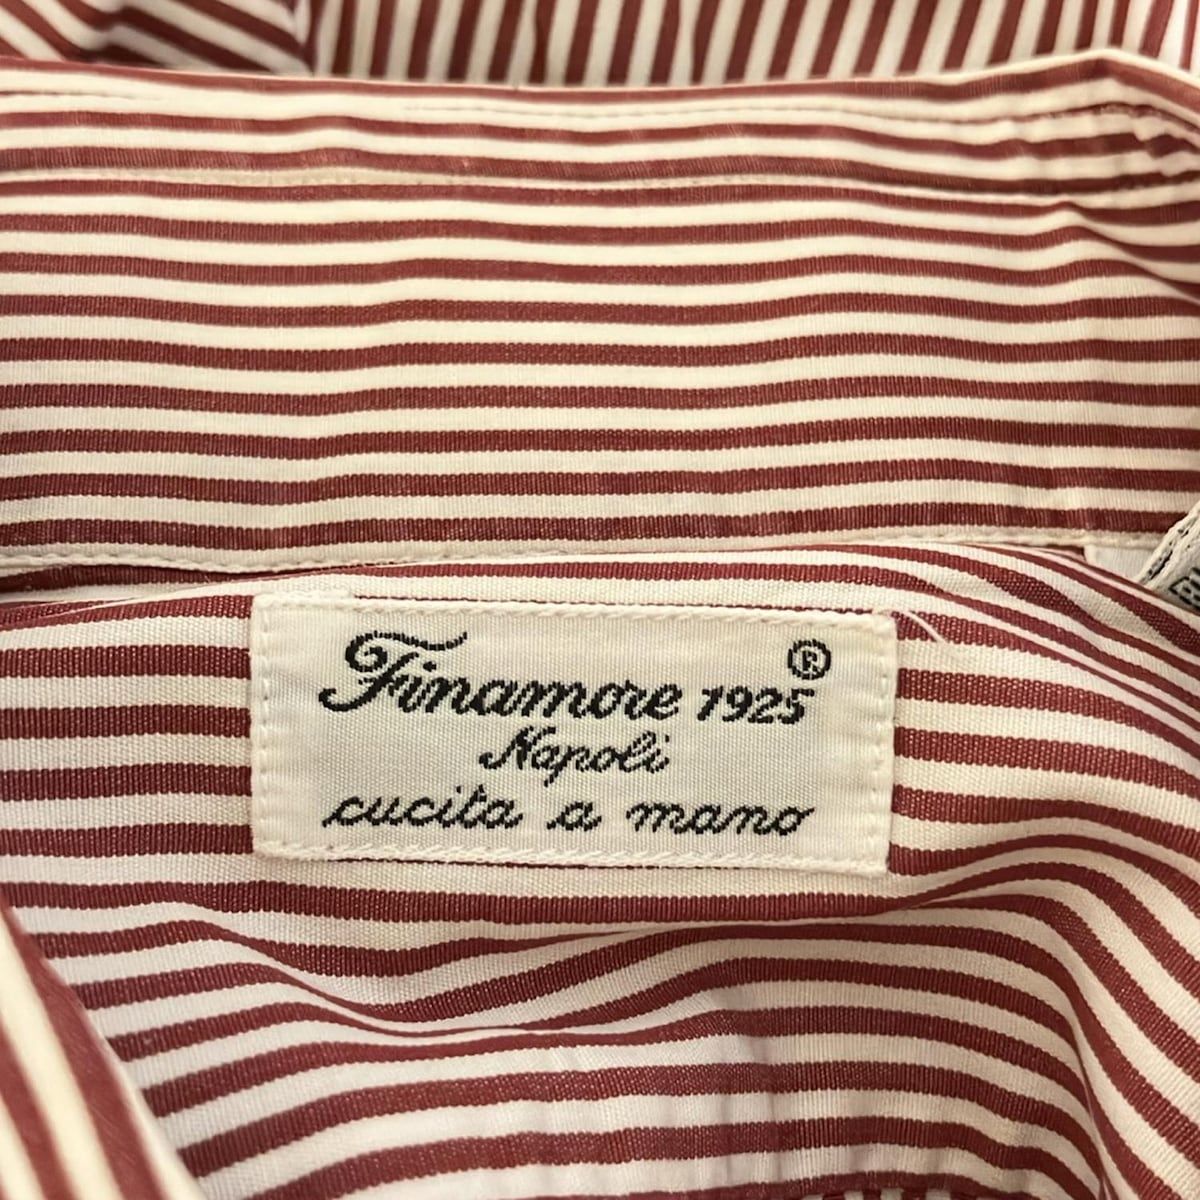 Finamore 1925®
Napoli
cucita a mano